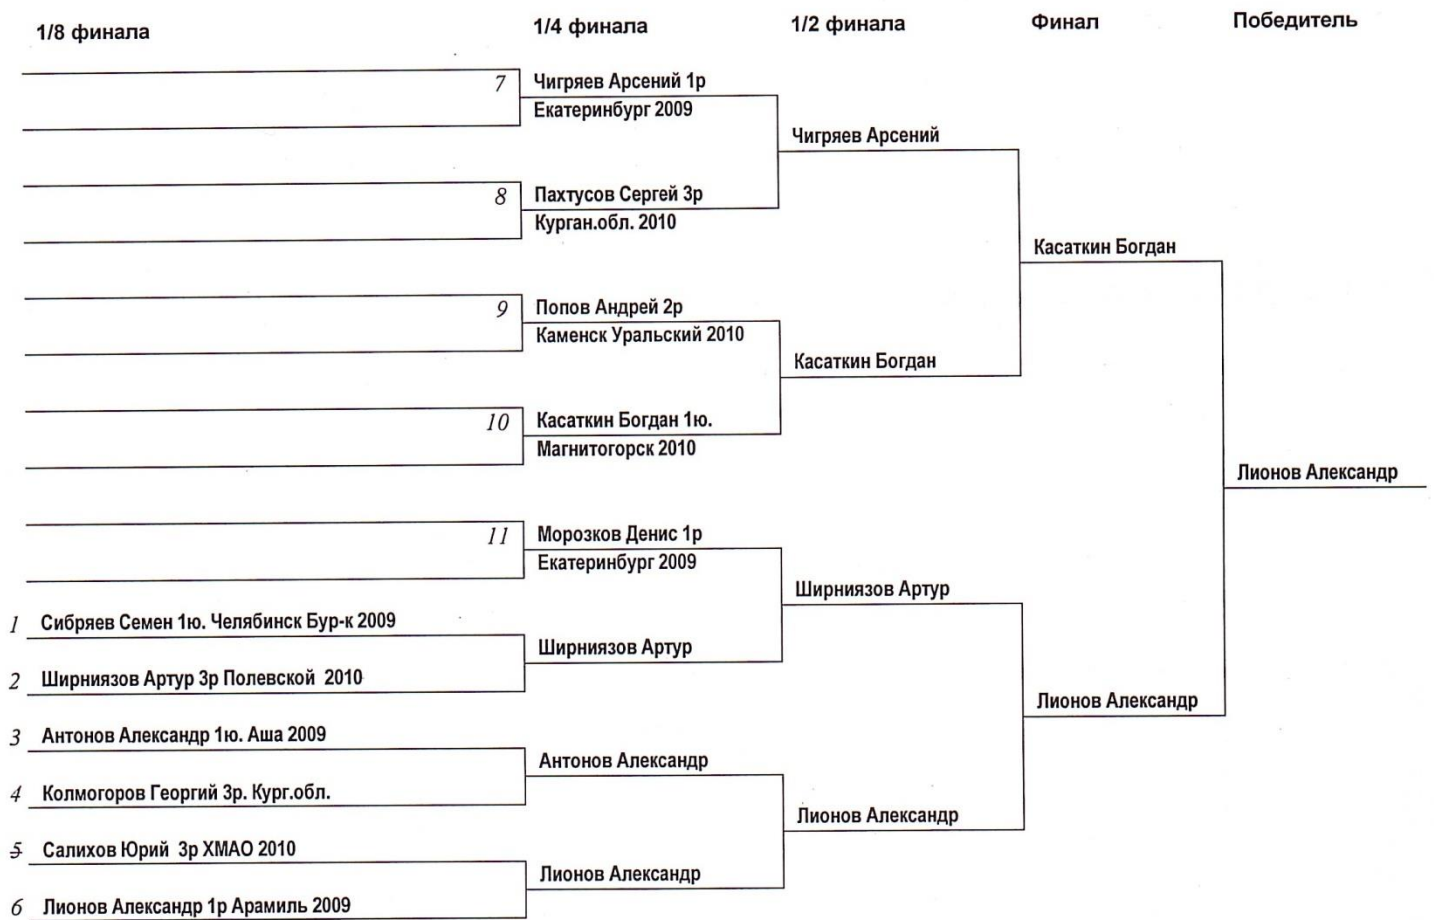 1/8 финала
1/4 финала
1/2 финала
Финал
Победитель
7
Чигряев Арсений 1р
Екатеринбург 2009
Чигряев Арсений
8
Пахтусов Сергей 3р
Курган.обл. 2010
Касаткин Богдан
9
Попов Андрей 2р
Каменск Уральский 2010
Касаткин Богдан
10
Касаткин Богдан 1ю.
Магнитогорск 2010
Лионов Александр
11
Морозков Денис 1р
Екатеринбург 2009
Ширниязов Артур
1 Сибряев Семен 1ю. Челябинск Бур-к 2009
Ширниязов Артур
2 Ширниязов Артур 3р Полевской 2010
Лионов Александр
3 Антонов Александр 1ю. Аша 2009
Антонов Александр
4 Колмогоров Георгий 3р. Кург.обл.
Лионов Александр
5 Салихов Юрий 3р ХМАО 2010
Лионов Александр
6 Лионов Александр 1р Арамиль 2009